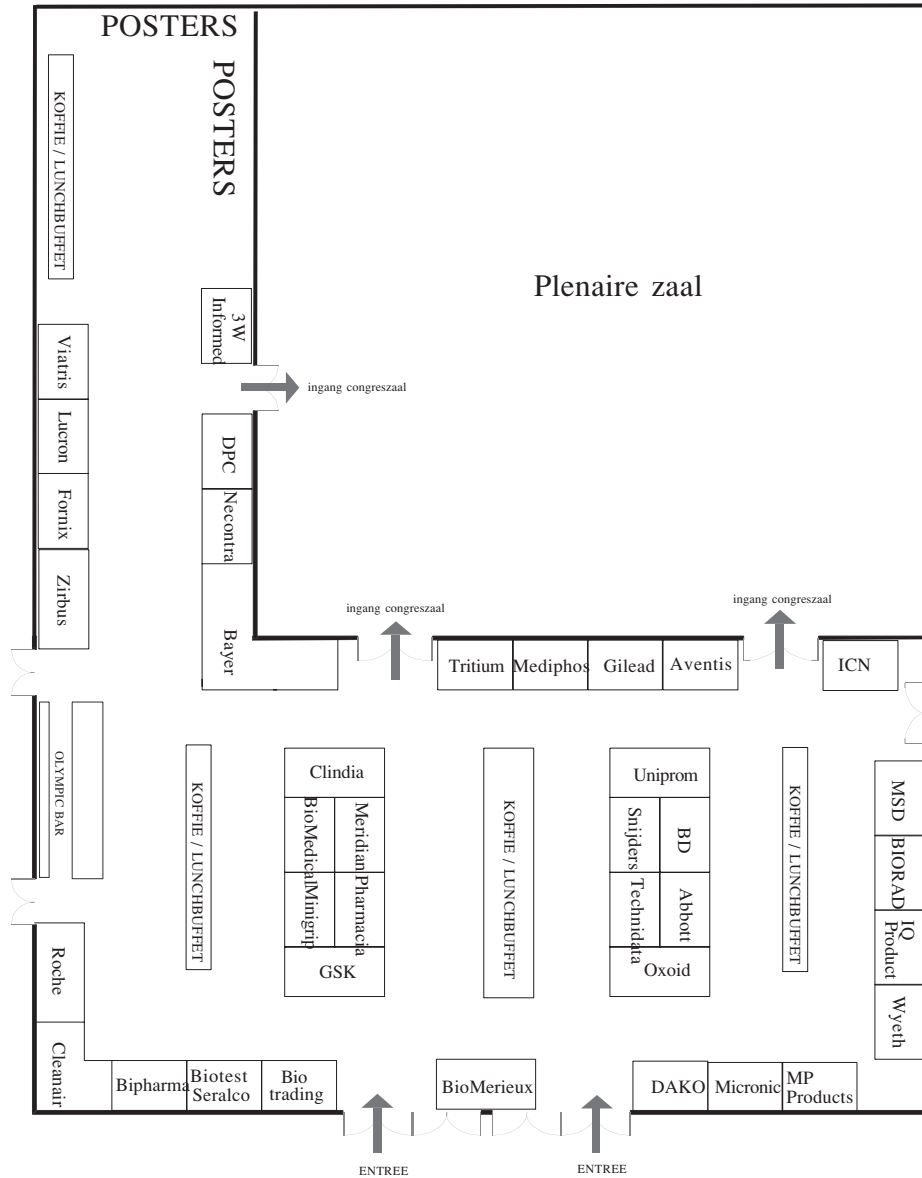 POSTERS
POSTERS
KOFFIE / LUNCHBUFFET
Plenaire zaal
3W
Informed
Viatris
ingang congreszaal
Lucron
DPC
Fornix
Necontra
Zirbus
ingang congreszaal
ingang congreszaal
Bayer
Tritium
Mediphos
Gilead
Aventis
ICN
OLYMPIC BAR
KOFFIE / LUNCHBUFFET
Clindia
BioMedical
Meridian
Minigrip
Pharmacia
GSK
KOFFIE / LUNCHBUFFET
Uniprom
Snijders
BD
Technidata
Abbott
Oxoid
KOFFIE / LUNCHBUFFET
MSD
BIORAD
IQ
Product
Wyeth
Roche
Cleanair
Bipharma
Biotest
Seralco
Bio
trading
BioMerieux
DAKO
Micronic
MP
Products
ENTREE
ENTREE